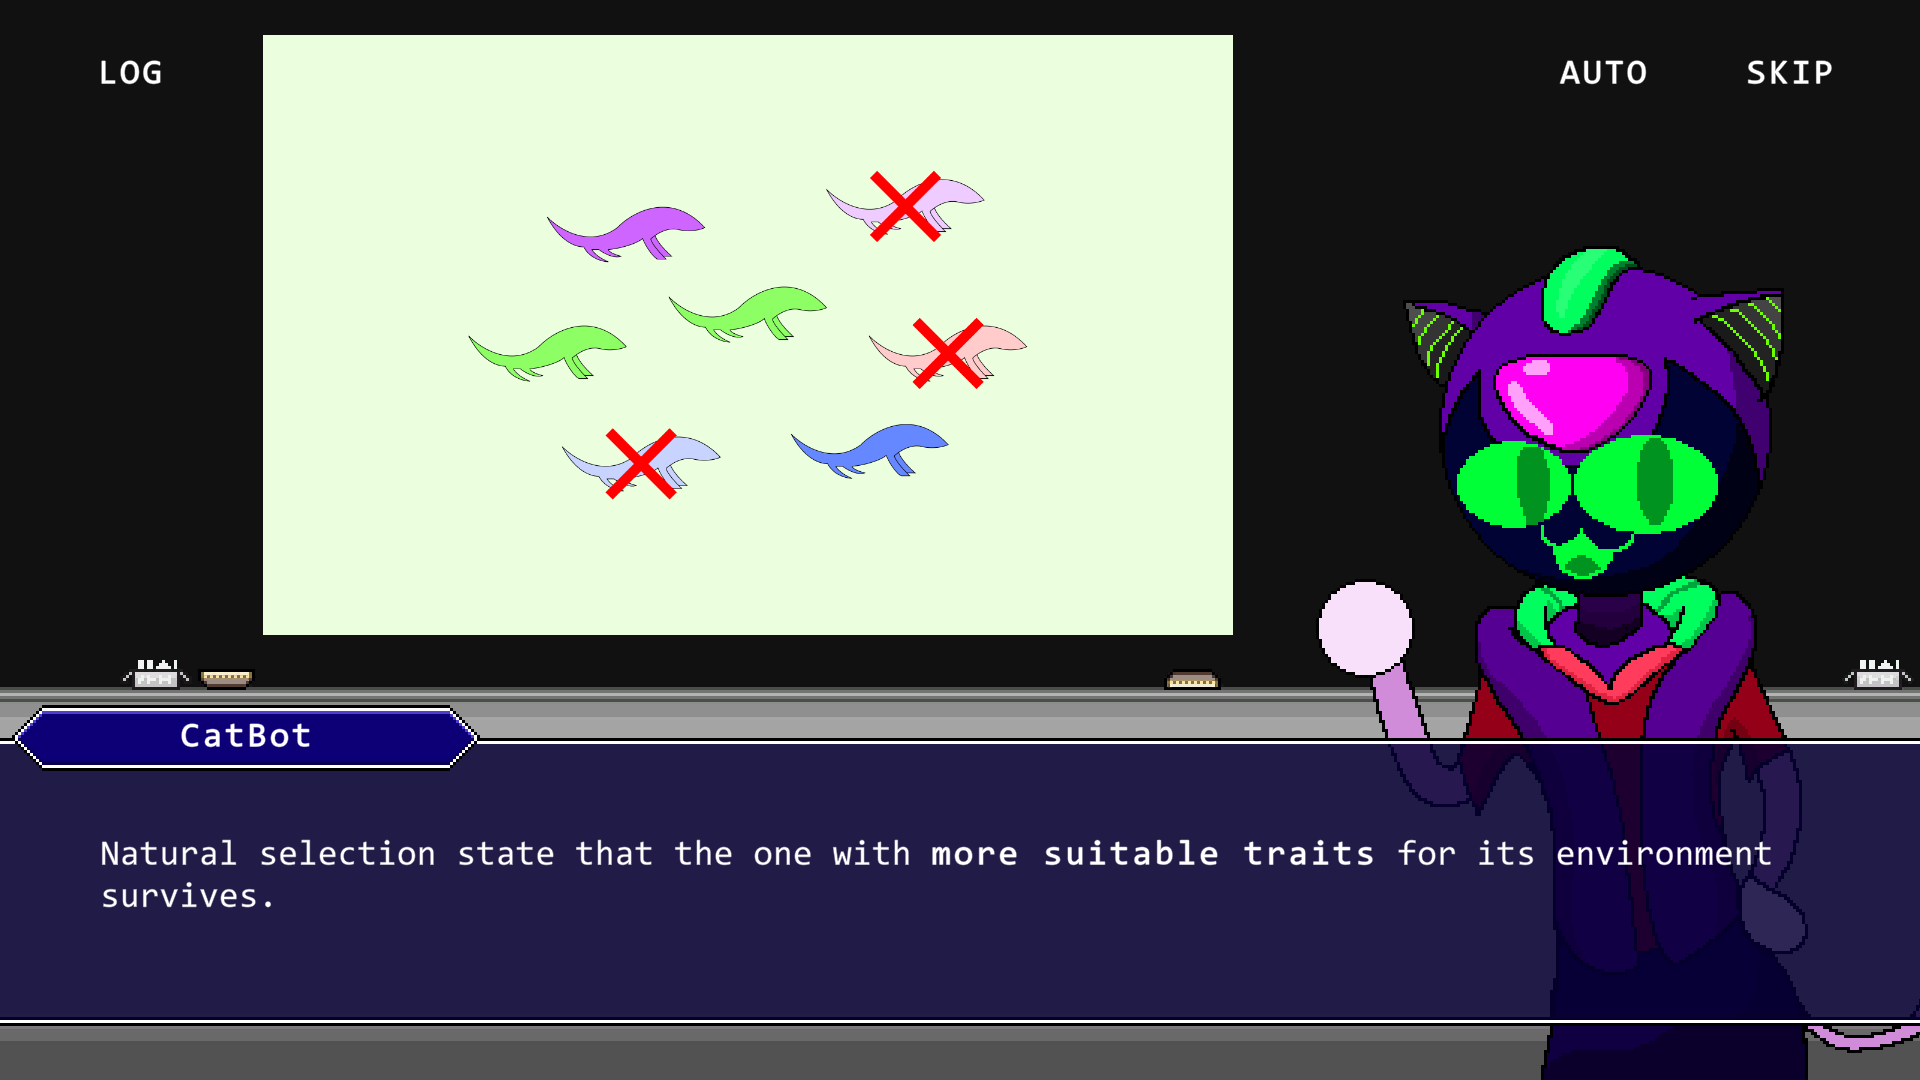 LOG
AUTO
SKIP
CatBot
Natural selection state that the one with more suitable traits for its environment
survives.